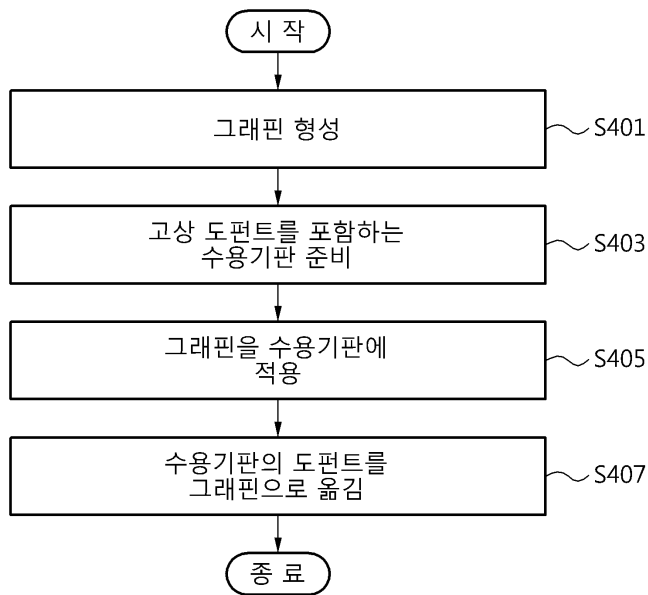 시 작
그래핀 형성
S401
고상 도펀트를 포함하는
수용기판 준비
S403
그래핀을 수용기판에
적용
S405
수용기판의 도펀트를
그래핀으로 옮김
S407
종 료